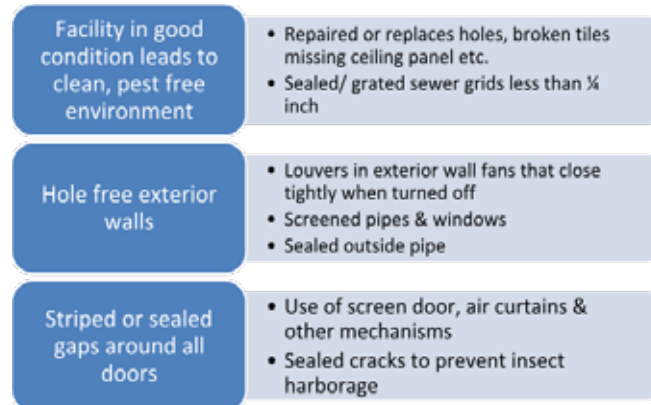 Facility in good
condition leads to
clean, pest free
environment
• Repaired or replaces holes, broken tiles
missing ceiling panel etc.
• Sealed/ grated sewer grids less than ¼
inch
Hole free exterior
walls
• Louvers in exterior wall fans that close
tightly when turned off
• Screened pipes & windows
• Sealed outside pipe
Striped or sealed
gaps around all
doors
• Use of screen door, air curtains &
other mechanisms
• Sealed cracks to prevent insect
harborage